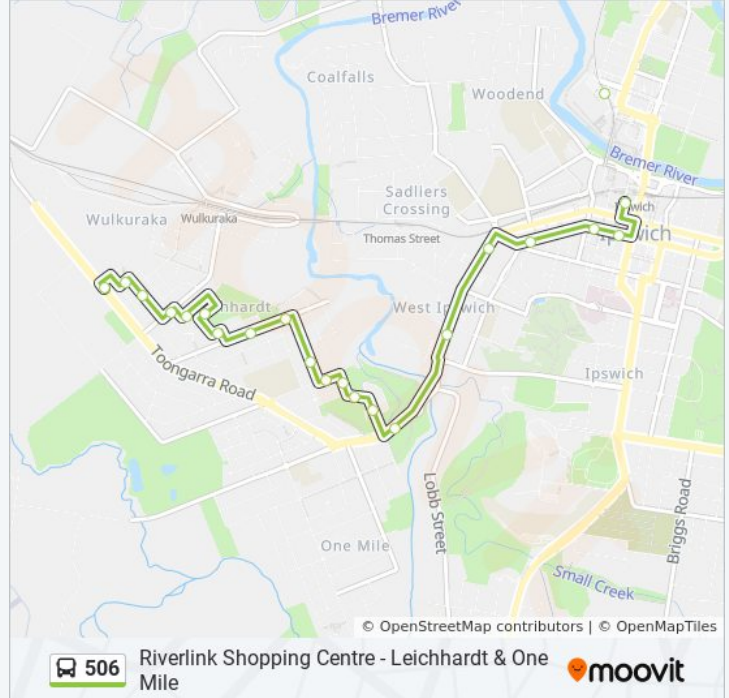 Bremer River
Coalfalls
Woodend
Bremer River
Sadliers
Crossing
Wulkuraka
Wulkuraka
Thomas Street
Ipswich
West Ipswich
Toongarra Road
Ipswich
Lobb Street
Briggs Road
One Mile
Small Creek
© OpenStreetMap contributors | © OpenMapTiles
506
Riverlink Shopping Centre - Leichhardt & One
Mile
moovit